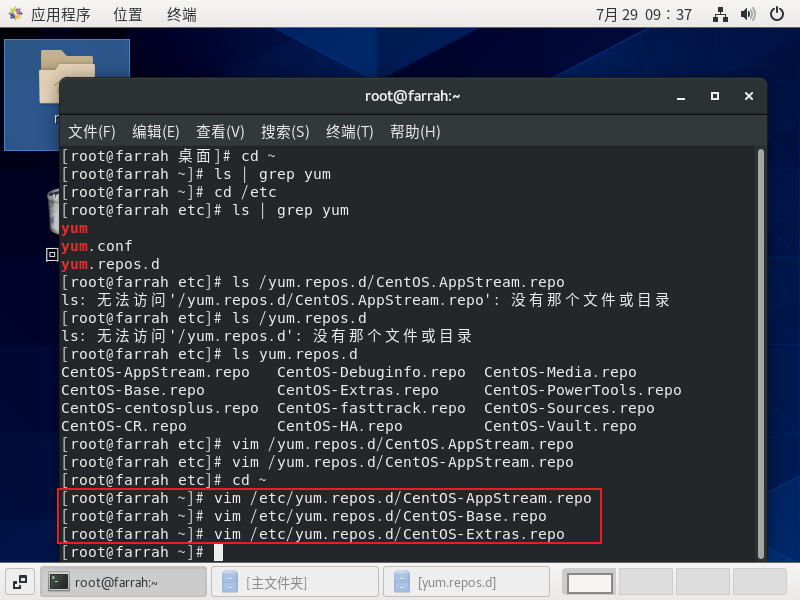 应用程序 位置 终端 7月 29 09：37
root@farrah:~
文件(F) 编辑(E) 查看(V) 搜索(S) 终端(T) 帮助(H)
[root@farrah 桌面]# cd ~
[root@farrah ~]# ls | grep yum
[root@farrah ~]# cd /etc
[root@farrah etc]# ls | grep yum
yum
yum.conf
yum.repos.d
[root@farrah etc]# ls /yum.repos.d/CentOS.AppStream.repo
ls: 无法访问'/yum.repos.d/CentOS.AppStream.repo': 没有那个文件或目录
[root@farrah etc]# ls /yum.repos.d
ls: 无法访问'/yum.repos.d': 没有那个文件或目录
[root@farrah etc]# ls yum.repos.d
CentOS-AppStream.repo CentOS-Debuginfo.repo CentOS-Media.repo
CentOS-Base.repo CentOS-Extras.repo CentOS-PowerTools.repo
CentOS-centosplus.repo CentOS-fasttrack.repo CentOS-Sources.repo
CentOS-CR.repo CentOS-HA.repo CentOS-Vault.repo
[root@farrah etc]# vim /yum.repos.d/CentOS.AppStream.repo
[root@farrah etc]# vim /yum.repos.d/CentOS-AppStream.repo
[root@farrah etc]# cd ~
[root@farrah ~]# vim /etc/yum.repos.d/CentOS-AppStream.repo
[root@farrah ~]# vim /etc/yum.repos.d/CentOS-Base.repo
[root@farrah ~]# vim /etc/yum.repos.d/CentOS-Extras.repo
[root@farrah ~]#
root@farrah:~ [主文件夹] [yum.repos.d]